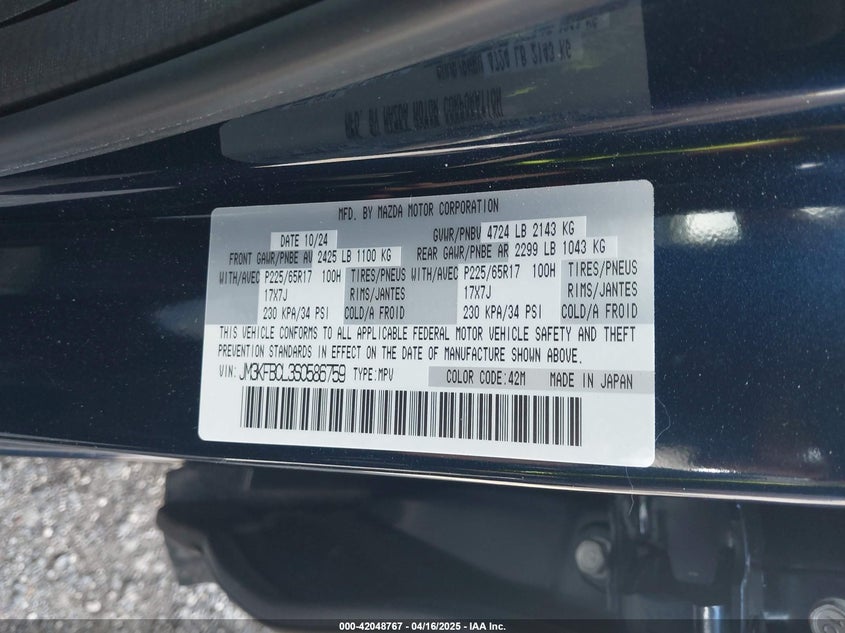 MFD. BY MAZDA MOTOR CORPORATION
DATE 10/24 GVWR/PNBV 4724 LB 2143 KG
FRONT GAWR/PNBE AV 2425 LB 1100 KG REAR GAWR/PNBE AR 2299 LB 1043 KG
WITH/AVEC P225/65R17 100H TIRES/PNEUS WITH/AVEC P225/65R17 100H TIRES/PNEUS
17X7J RIMS/JANTES 17X7J RIMS/JANTES
230 KPA/34 PSI COLD/A FROID 230 KPA/34 PSI COLD/A FROID
THIS VEHICLE CONFORMS TO ALL APPLICABLE FEDERAL MOTOR VEHICLE SAFETY AND THEFT
PREVENTION STANDARDS IN EFFECT ON THE DATE OF MANUFACTURE SHOWN ABOVE.
VIN: JM3KFBCL3S0586759 TYPE:MPV COLOR CODE:42M MADE IN JAPAN
000-42048767 - 04/16/2025 - IAA Inc.